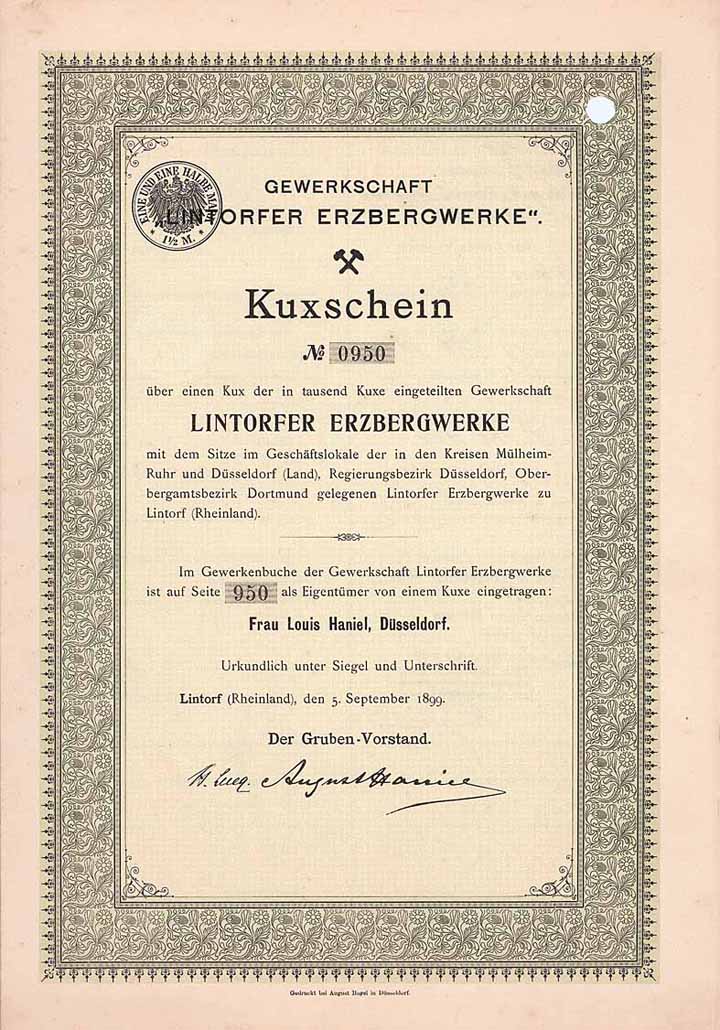 GEWERKSCHAFT
„LINTORFER ERZBERGWERKE“.
EINE UND EINE HALBE MARK
* 1½ M. *
Kuxschein
№ 0950
über einen Kux der in tausend Kuxe eingeteilten Gewerkschaft
LINTORFER ERZBERGWERKE
mit dem Sitze im Geschäftslokale der in den Kreisen Mülheim-
Ruhr und Düsseldorf (Land), Regierungsbezirk Düsseldorf, Ober-
bergamtsbezirk Dortmund gelegenen Lintorfer Erzbergwerke zu
Lintorf (Rheinland).
Im Gewerkenbuche der Gewerkschaft Lintorfer Erzbergwerke
ist auf Seite 950 als Eigentümer von einem Kuxe eingetragen:
Frau Louis Haniel, Düsseldorf.
Urkundlich unter Siegel und Unterschrift.
Lintorf (Rheinland), den 5. September 1899.
Der Gruben-Vorstand.
August Haniel
Gedruckt bei August Bagel in Düsseldorf.